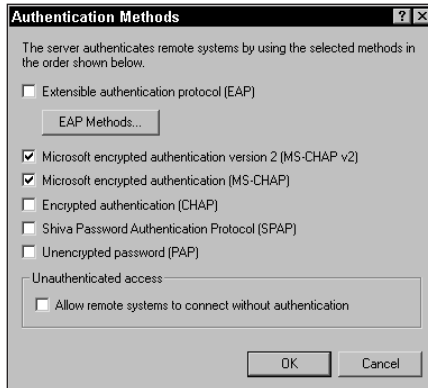 Authentication Methods
The server authenticates remote systems by using the selected methods in
the order shown below.
Extensible authentication protocol (EAP)
EAP Methods...
Microsoft encrypted authentication version 2 (MS-CHAP v2)
Microsoft encrypted authentication (MS-CHAP)
Encrypted authentication (CHAP)
Shiva Password Authentication Protocol (SPAP)
Unencrypted password (PAP)
Unauthenticated access
Allow remote systems to connect without authentication
OK Cancel